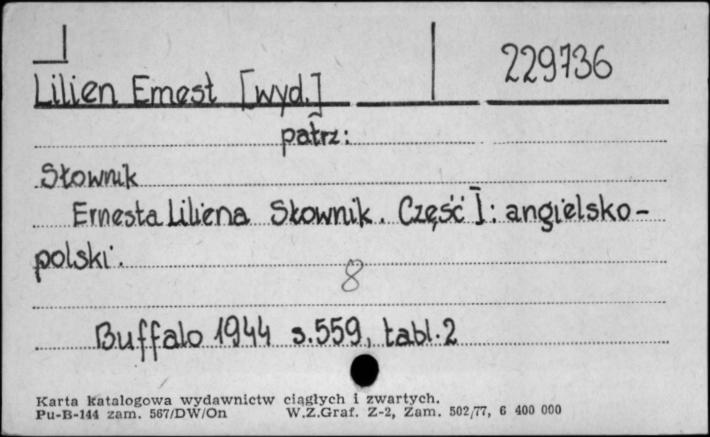 229736
Lilien Ernest [wyd.]
patrz:
Słownik
Ernesta Liliena Słownik. Część I: angielsko-
polski.
8
Buffalo 1944 s.559, tabl.2
Karta katalogowa wydawnictw ciągłych i zwartych.
Pu-B-144 zam. 567/DW/On W.Z.Graf. Z-2, Zam. 502/77, 6 400 000